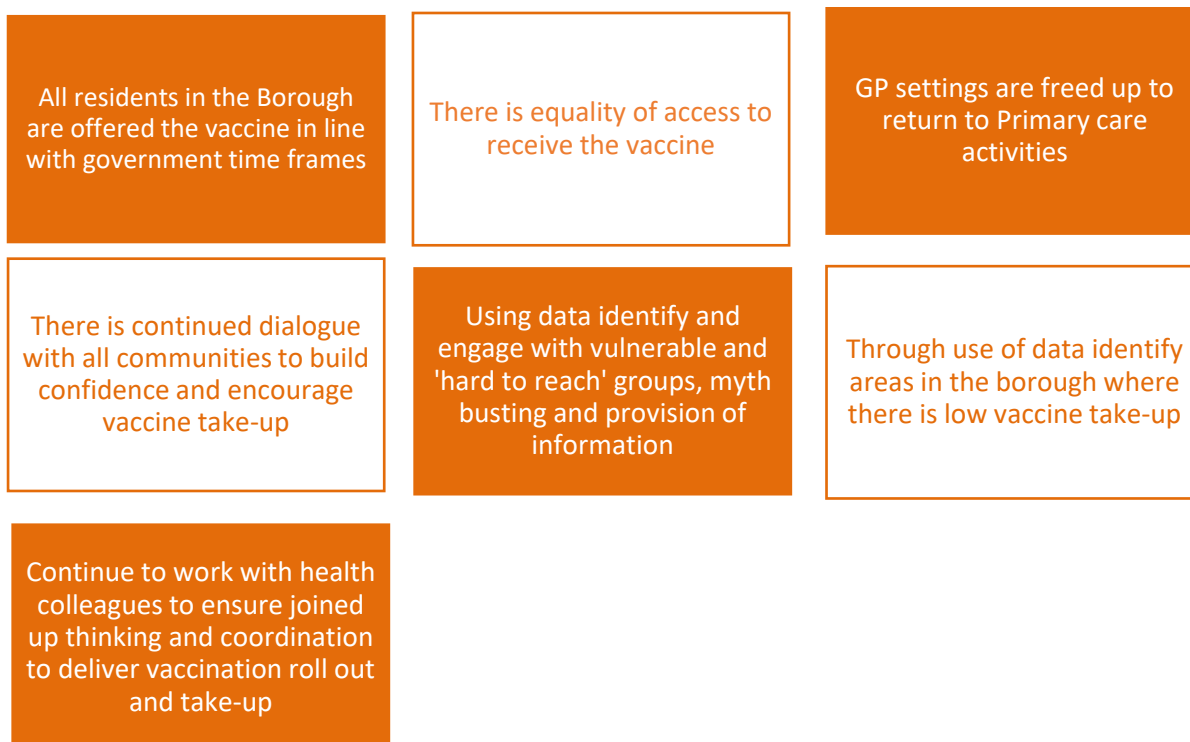 All residents in the Borough
are offered the vaccine in line
with government time frames
There is equality of access to
receive the vaccine
GP settings are freed up to
return to Primary care
activities
There is continued dialogue
with all communities to build
confidence and encourage
vaccine take-up
Using data identify and
engage with vulnerable and
'hard to reach' groups, myth
busting and provision of
information
Through use of data identify
areas in the borough where
there is low vaccine take-up
Continue to work with health
colleagues to ensure joined
up thinking and coordination
to deliver vaccination roll out
and take-up